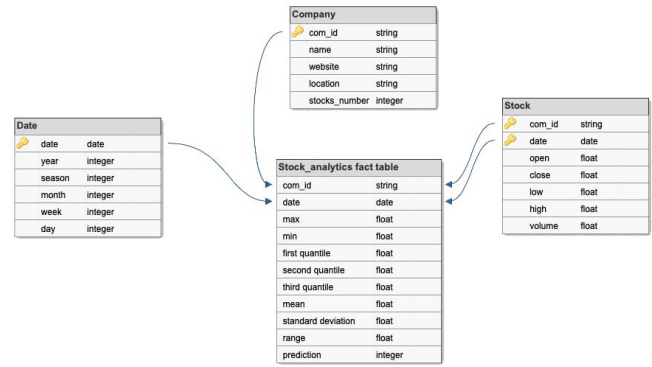 Company
com_id string
name string
website string
location string
stocks_number integer
Date
date date
year integer
season integer
month integer
week integer
day integer
Stock_analytics fact table
com_id string
date date
max float
min float
first quantile float
second quantile float
third quantile float
mean float
standard deviation float
range float
prediction integer
Stock
com_id string
date date
open float
close float
low float
high float
volume float